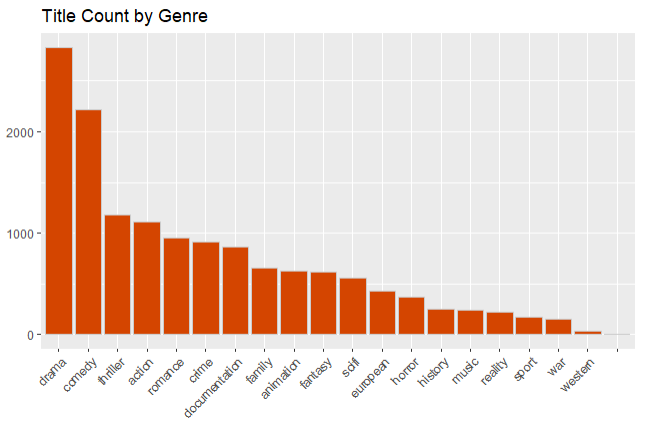 Title Count by Genre
2000
1000
0
drama
comedy
thriller
action
romance
crime
documentation
family
animation
fantasy
scifi
european
horror
history
music
reality
sport
war
western